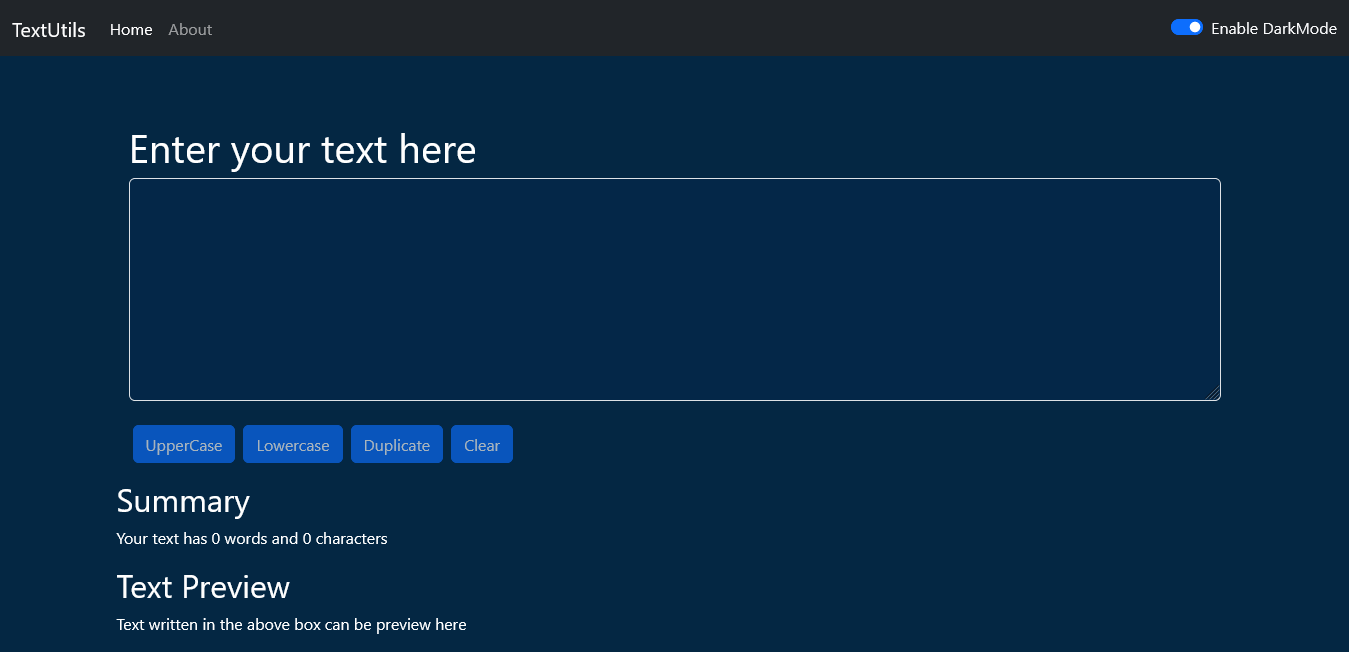 TextUtils Home About Enable DarkMode
Enter your text here
UpperCase Lowercase Duplicate Clear
Summary
Your text has 0 words and 0 characters
Text Preview
Text written in the above box can be preview here